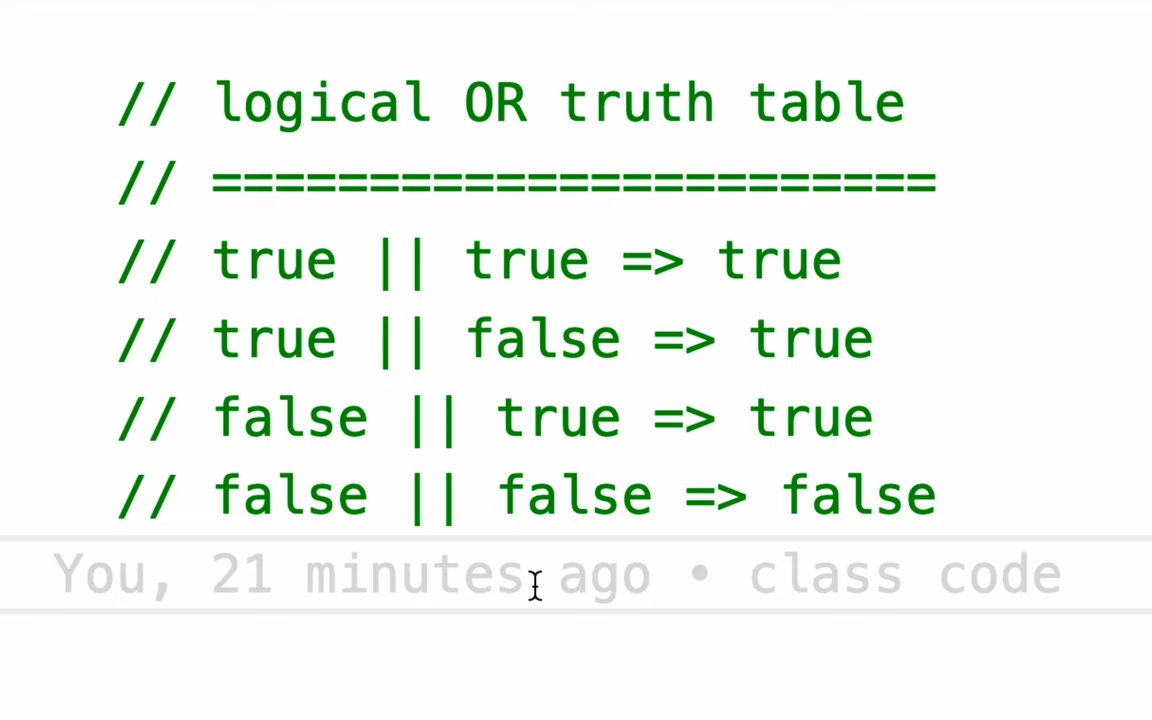 // logical OR truth table
// =======================
// true || true => true
// true || false => true
// false || true => true
// false || false => false
You, 21 minutes ago • class code